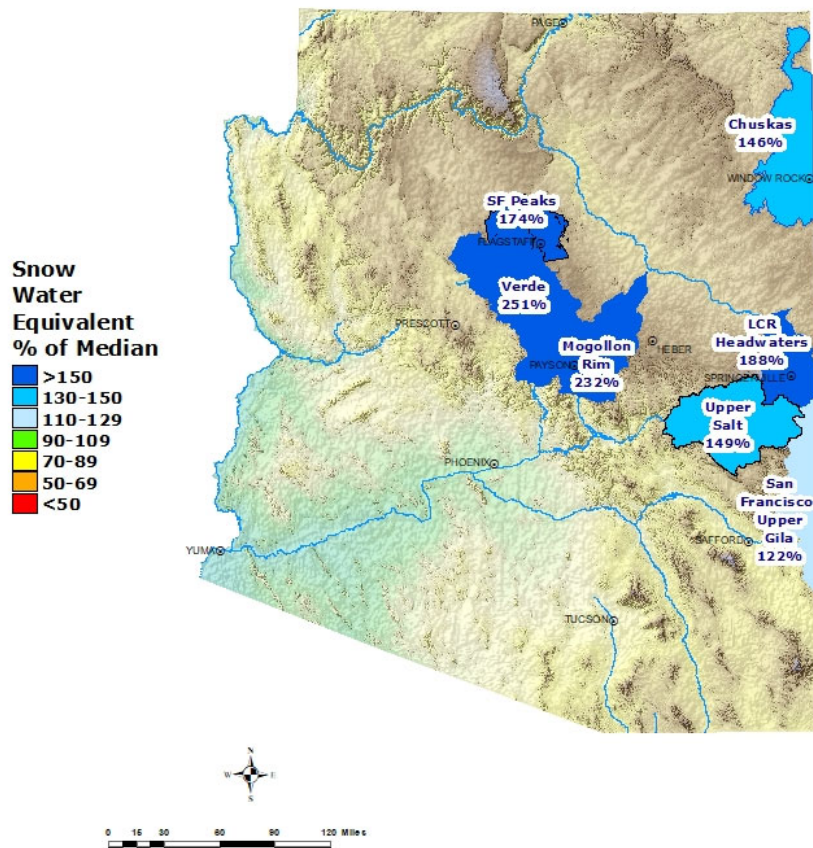 PAGE
Chuskas
146%
WINDOW ROCK
SF Peaks
174%
FLAGSTAFF
Snow
Water
Equivalent
% of Median
>150
130-150
110-129
90-109
70-89
50-69
<50
Verde
251%
PRESCOTT
Mogollon
Rim
232%
PAYSON
HEBER
LCR
Headwaters
188%
SPRINGERVILLE
Upper
Salt
149%
PHOENIX
San
Francisco
Upper
Gila
122%
SAFFORD
YUMA
TUCSON
N
W E
S
0 15 30 60 90 120 Miles